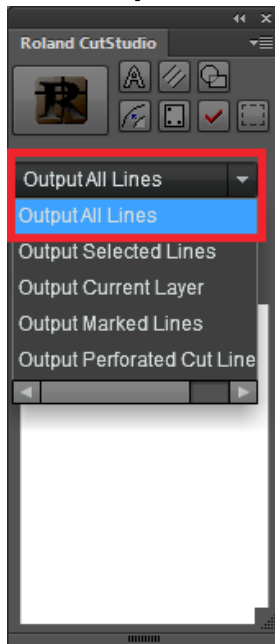 Roland CutStudio
R
Output All Lines
Output All Lines
Output Selected Lines
Output Current Layer
Output Marked Lines
Output Perforated Cut Line